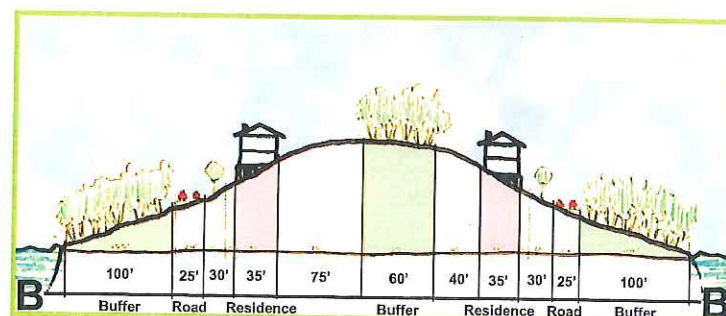 100' 25' 30' 35' 75' 60' 40' 35' 30' 25' 100'
B B
Buffer Road Residence Buffer Residence Road Buffer